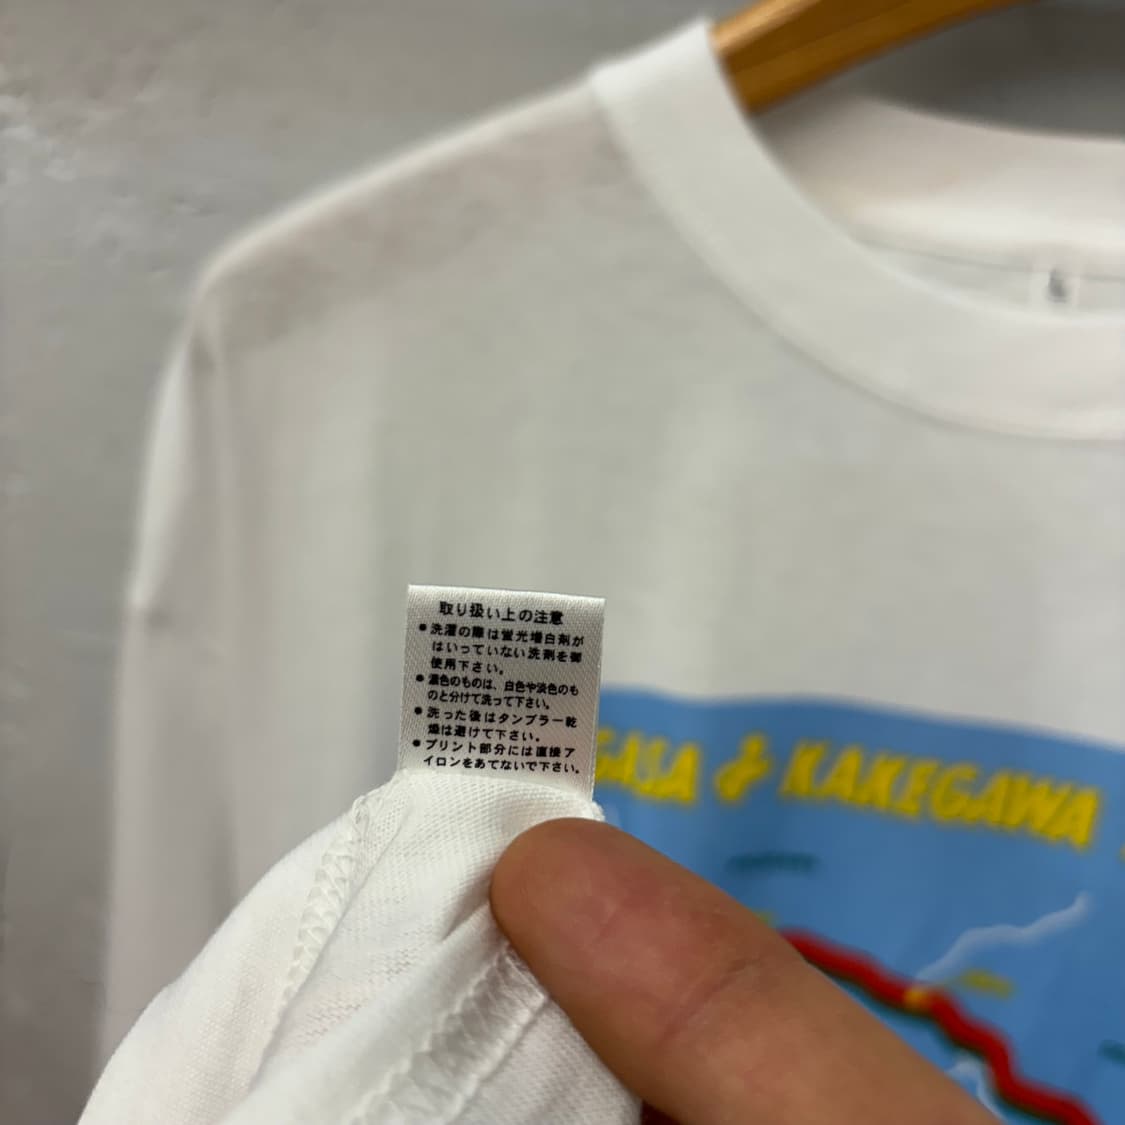 取り扱い上の注意
●洗濯の際は蛍光増白剤が
はいっていない洗剤を御
使用下さい。
●濃色のものは、白色や淡色のも
のと分けて洗って下さい。
●洗った後はタンブラー乾
燥は避けて下さい。
●プリント部分には直接ア
イロンをあてないで下さい。
GASA & KAKEGAWA